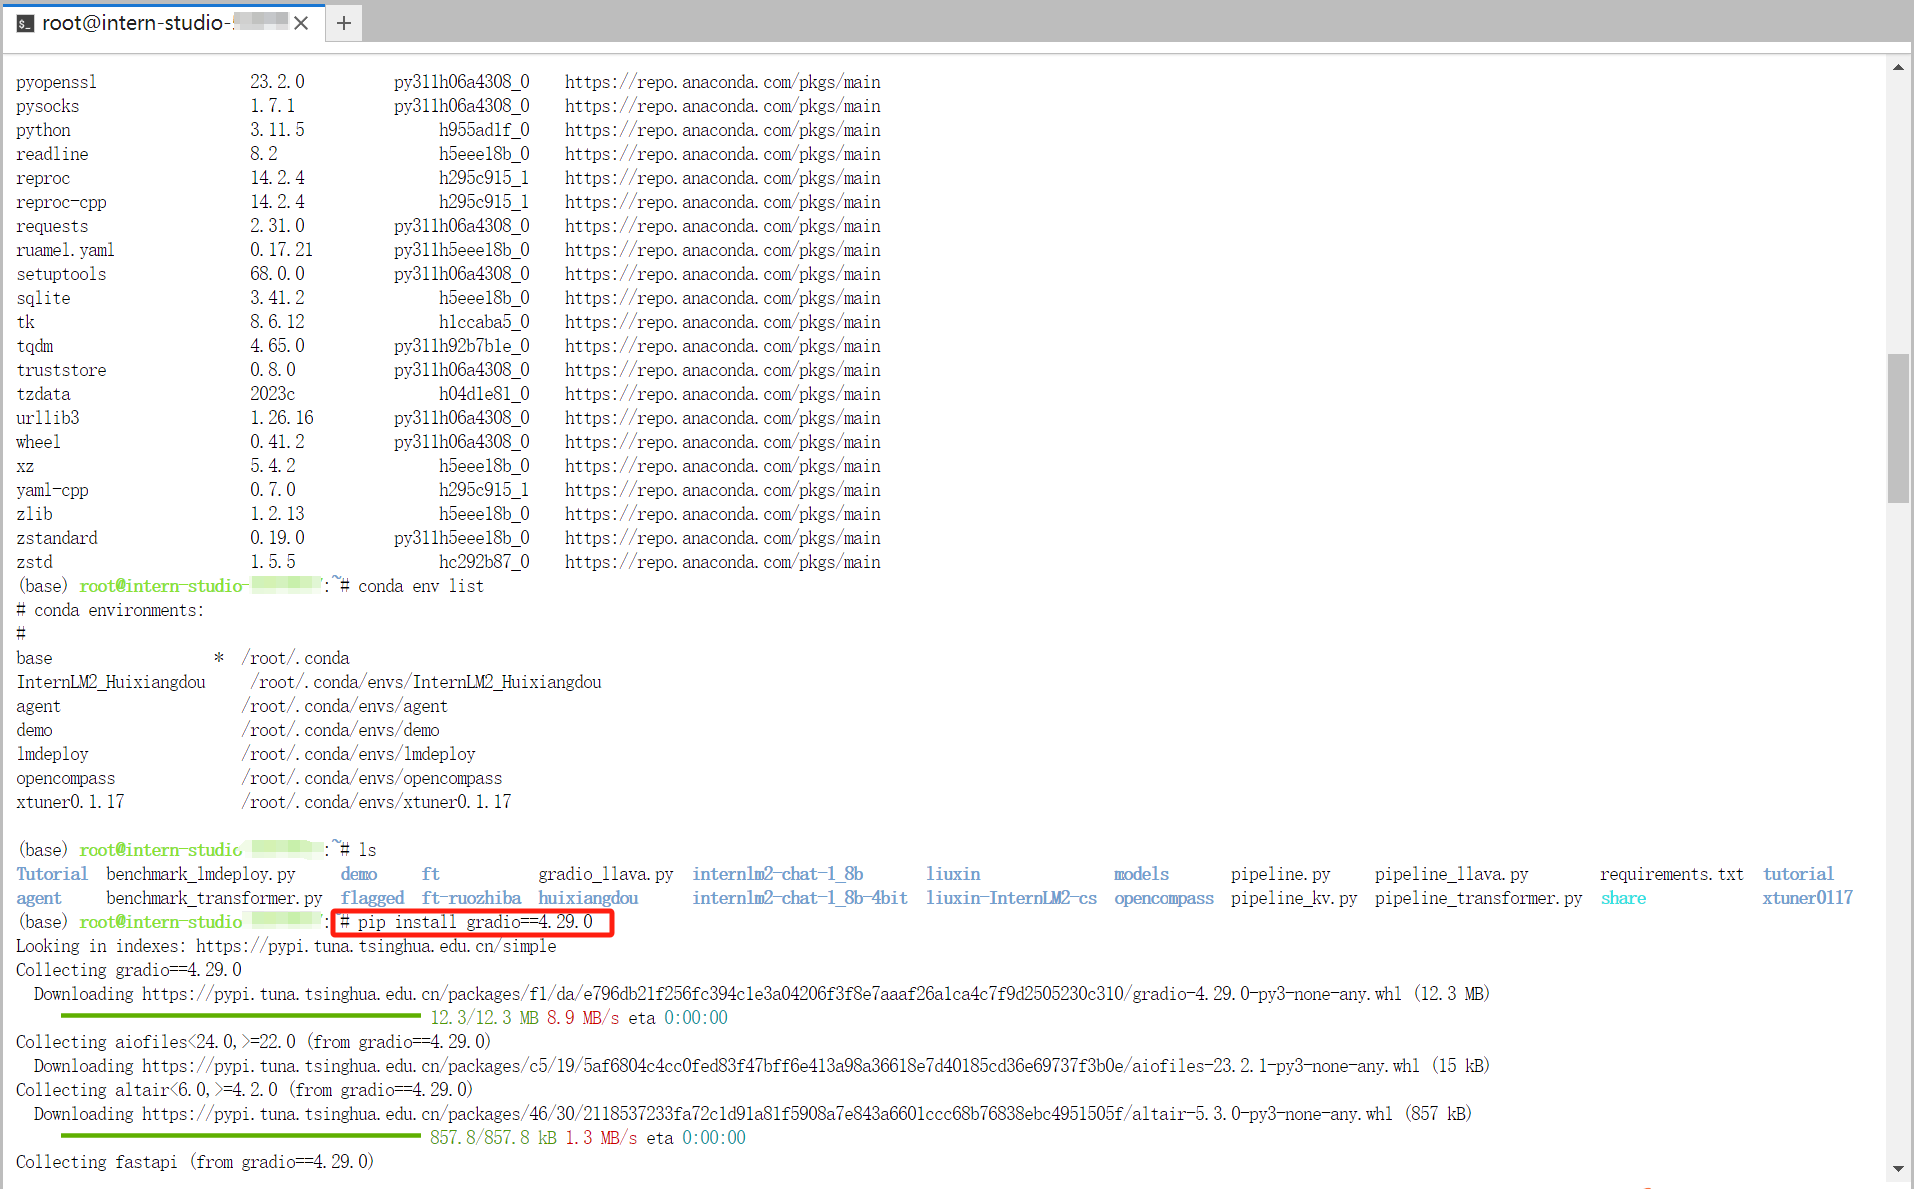 root@intern-studio-
pyopenssl 23.2.0 py311h06a4308_0 https://repo.anaconda.com/pkgs/main
pysocks 1.7.1 py311h06a4308_0 https://repo.anaconda.com/pkgs/main
python 3.11.5 h955ad1f_0 https://repo.anaconda.com/pkgs/main
readline 8.2 h5eee18b_0 https://repo.anaconda.com/pkgs/main
reproc 14.2.4 h295c915_1 https://repo.anaconda.com/pkgs/main
reproc-cpp 14.2.4 h295c915_1 https://repo.anaconda.com/pkgs/main
requests 2.31.0 py311h06a4308_0 https://repo.anaconda.com/pkgs/main
ruamel.yaml 0.17.21 py311h5eee18b_0 https://repo.anaconda.com/pkgs/main
setuptools 68.0.0 py311h06a4308_0 https://repo.anaconda.com/pkgs/main
sqlite 3.41.2 h5eee18b_0 https://repo.anaconda.com/pkgs/main
tk 8.6.12 h1ccaba5_0 https://repo.anaconda.com/pkgs/main
tqdm 4.65.0 py311h92b7b1e_0 https://repo.anaconda.com/pkgs/main
truststore 0.8.0 py311h06a4308_0 https://repo.anaconda.com/pkgs/main
tzdata 2023c h04d1e81_0 https://repo.anaconda.com/pkgs/main
urllib3 1.26.16 py311h06a4308_0 https://repo.anaconda.com/pkgs/main
wheel 0.41.2 py311h06a4308_0 https://repo.anaconda.com/pkgs/main
xz 5.4.2 h5eee18b_0 https://repo.anaconda.com/pkgs/main
yaml-cpp 0.7.0 h295c915_1 https://repo.anaconda.com/pkgs/main
zlib 1.2.13 h5eee18b_0 https://repo.anaconda.com/pkgs/main
zstandard 0.19.0 py311h5eee18b_0 https://repo.anaconda.com/pkgs/main
zstd 1.5.5 hc292b87_0 https://repo.anaconda.com/pkgs/main
(base) root@intern-studio- :~# conda env list
# conda environments:
#
base * /root/.conda
InternLM2_Huixiangdou /root/.conda/envs/InternLM2_Huixiangdou
agent /root/.conda/envs/agent
demo /root/.conda/envs/demo
lmdeploy /root/.conda/envs/lmdeploy
opencompass /root/.conda/envs/opencompass
xtuner0.1.17 /root/.conda/envs/xtuner0.1.17
(base) root@intern-studio :~# ls
Tutorial benchmark_lmdeploy.py demo ft gradio_llava.py internlm2-chat-1_8b liuxin models pipeline.py pipeline_llava.py requirements.txt tutorial
agent benchmark_transformer.py flagged ft-ruozhiba huixiangdou internlm2-chat-1_8b-4bit liuxin-InternLM2-cs opencompass pipeline_kv.py pipeline_transformer.py share xtuner0117
(base) root@intern-studio :~# pip install gradio==4.29.0
Looking in indexes: https://pypi.tuna.tsinghua.edu.cn/simple
Collecting gradio==4.29.0
Downloading https://pypi.tuna.tsinghua.edu.cn/packages/f1/da/e796db21f256fc394c1e3a04206f3f8e7aaaf26a1ca4c7f9d2505230c310/gradio-4.29.0-py3-none-any.whl (12.3 MB)
12.3/12.3 MB 8.9 MB/s eta 0:00:00
Collecting aiofiles<24.0,>=22.0 (from gradio==4.29.0)
Downloading https://pypi.tuna.tsinghua.edu.cn/packages/c5/19/5af6804c4cc0fed83f47bff6e413a98a36618e7d40185cd36e69737f3b0e/aiofiles-23.2.1-py3-none-any.whl (15 kB)
Collecting altair<6.0,>=4.2.0 (from gradio==4.29.0)
Downloading https://pypi.tuna.tsinghua.edu.cn/packages/46/30/2118537233fa72c1d91a81f5908a7e843a6601ccc68b76838ebc4951505f/altair-5.3.0-py3-none-any.whl (857 kB)
857.8/857.8 kB 1.3 MB/s eta 0:00:00
Collecting fastapi (from gradio==4.29.0)